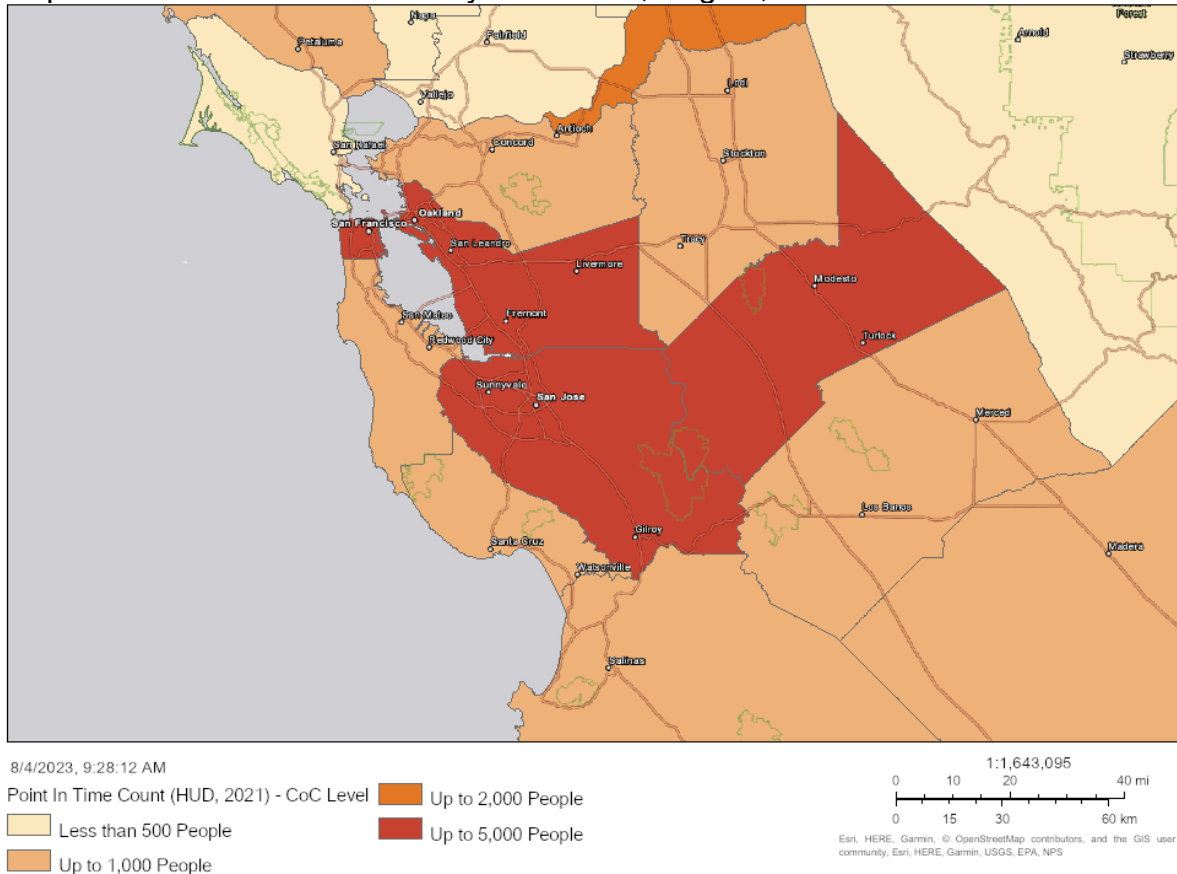 Napa
Forest
Petaluma
Fairfield
Arnold
Strawberry
Vallejo
Lodi
Antioch
San Rafael
Concord
Stockton
San Francisco
Oakland
San Leandro
Tracy
Livermore
Modesto
San Mateo
Fremont
Redwood City
Turlock
Sunnyvale
San Jose
Merced
Los Banos
Gilroy
Santa Cruz
Madera
Watsonville
Salinas
8/4/2023, 9:28:12 AM
Point In Time Count (HUD, 2021) - CoC Level
Less than 500 People
Up to 1,000 People
Up to 2,000 People
Up to 5,000 People
1:1,643,095
0 10 20 40 mi
0 15 30 60 km
Esri, HERE, Garmin, © OpenStreetMap contributors, and the GIS user
community, Esri, HERE, Garmin, USGS, EPA, NPS